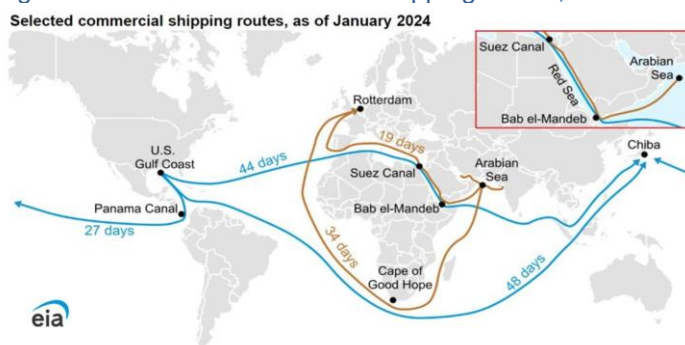 Selected commercial shipping routes, as of January 2024
Suez Canal
Arabian
Sea
Red Sea
Bab el-Mandeb
Rotterdam
19 days
U.S.
Gulf Coast
44 days
Suez Canal
Arabian
Sea
Chiba
Panama Canal
Bab el-Mandeb
27 days
34 days
Cape of
Good Hope
48 days
eia